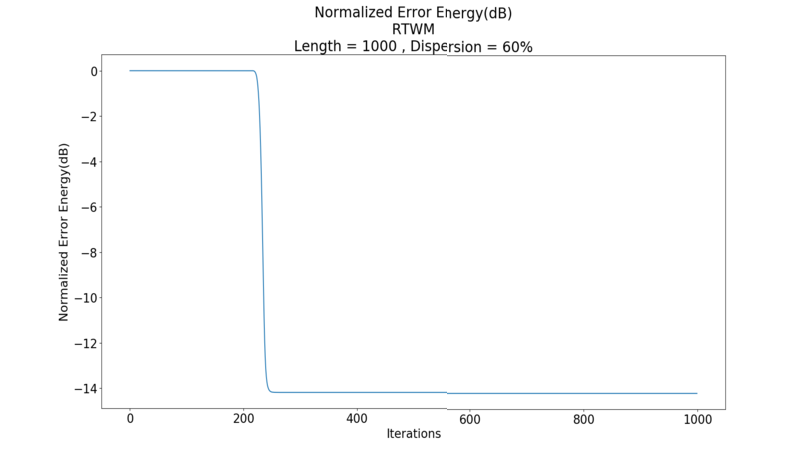 Normalized Error Energy(dB)
RTWM
Length = 1000 , Dispersion = 60%
Normalized Error Energy(dB)
0
−2
−4
−6
−8
−10
−12
−14
0 200 400 600 800 1000
Iterations